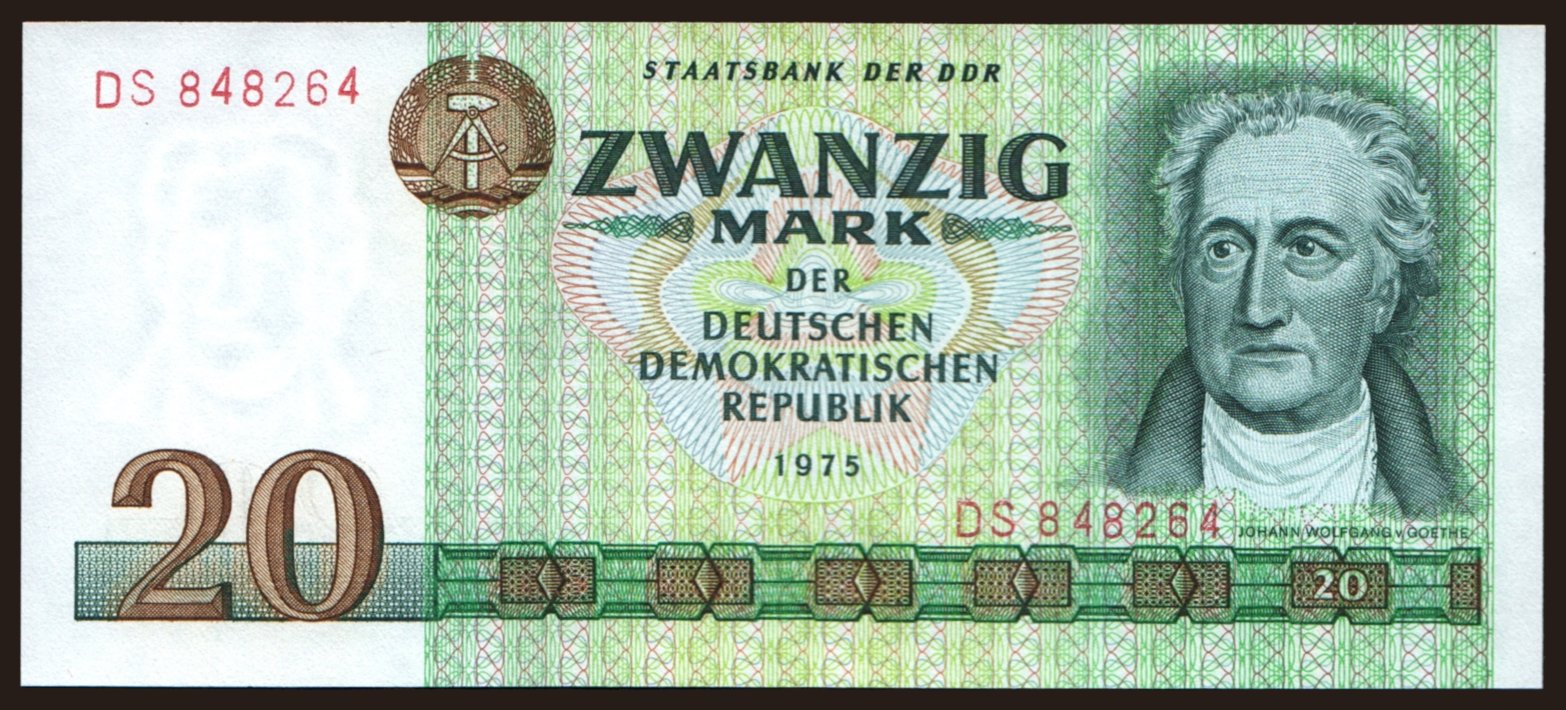 DS 848264
STAATSBANK DER DDR
ZWANZIG
MARK
DER
DEUTSCHEN
DEMOKRATISCHEN
REPUBLIK
1975
DS 848264
JOHANN WOLFGANG v. GOETHE
20
20